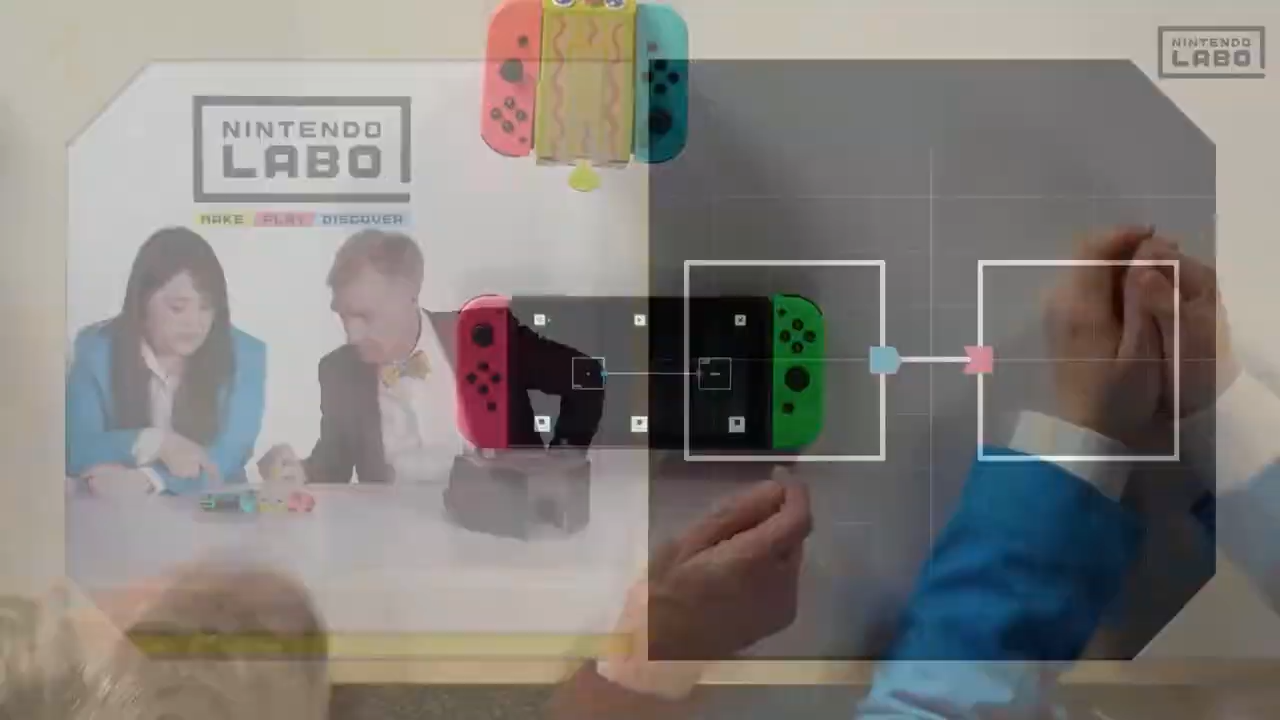 NINTENDO
LABO
NINTENDO
LABO
MAKE PLAY DISCOVER